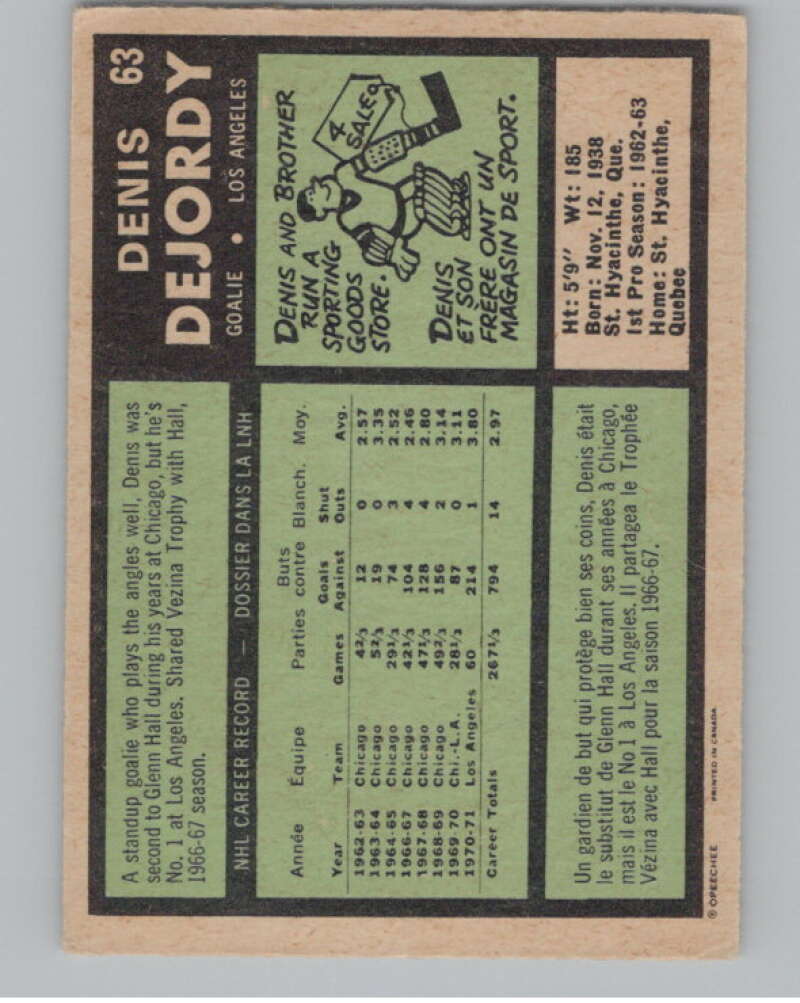 DENIS 63
DEJORDY
GOALIE • LOS ANGELES
A standup goalie who plays the angles well, Denis was
second to Glenn Hall during his years at Chicago, but he's
No. 1 at Los Angeles. Shared Vezina Trophy with Hall,
1966-67 season.
NHL CAREER RECORD — DOSSIER DANS LA LNH
Année Équipe Parties Buts contre Blanch. Moy.
Year Team Games Goals Against Shut Outs Avg.
1962-63 Chicago 4⅔ 12 0 2.57
1963-64 Chicago 5⅔ 19 0 3.35
1964-65 Chicago 29⅓ 74 3 2.52
1966-67 Chicago 42⅓ 104 4 2.46
1967-68 Chicago 47⅓ 128 4 2.80
1968-69 Chicago 49⅔ 156 2 3.14
1969-70 Chi.-L.A. 28⅓ 87 0 3.11
1970-71 Los Angeles 60 214 1 3.80
Career Totals 267⅓ 794 14 2.97
DENIS AND BROTHER
RUN A
SPORTING
GOODS
STORE.
4
SALE
DENIS
ET SON
FRÈRE ONT UN
MAGASIN DE SPORT.
Un gardien de but qui protège bien ses coins, Denis était
le substitut de Glenn Hall durant ses années à Chicago,
mais il est le No 1 à Los Angeles. Il partagea le Trophée
Vézina avec Hall pour la saison 1966-67.
Ht: 5'9" Wt: 185
Born: Nov. 12, 1938
St. Hyacinthe, Que.
1st Pro Season: 1962-63
Home: St. Hyacinthe,
Quebec
© OPEECHEE PRINTED IN CANADA